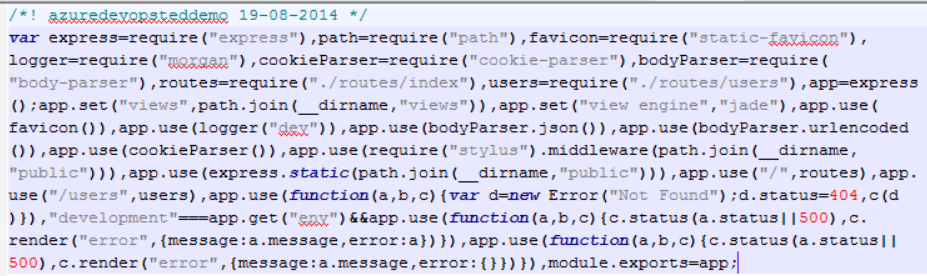 /*! azuredevopsteddemo 19-08-2014 */
var express=require("express"),path=require("path"),favicon=require("static-favicon"),
logger=require("morgan"),cookieParser=require("cookie-parser"),bodyParser=require(
"body-parser"),routes=require("./routes/index"),users=require("./routes/users"),app=express
();app.set("views",path.join(__dirname,"views")),app.set("view engine","jade"),app.use(
favicon()),app.use(logger("dev")),app.use(bodyParser.json()),app.use(bodyParser.urlencoded
()),app.use(cookieParser()),app.use(require("stylus").middleware(path.join(__dirname,
"public"))),app.use(express.static(path.join(__dirname,"public"))),app.use("/",routes),app.
use("/users",users),app.use(function(a,b,c){var d=new Error("Not Found");d.status=404,c(d
)}),"development"===app.get("env")&&app.use(function(a,b,c){c.status(a.status||500),c.
render("error",{message:a.message,error:a})}),app.use(function(a,b,c){c.status(a.status||
500),c.render("error",{message:a.message,error:{}})}),module.exports=app;